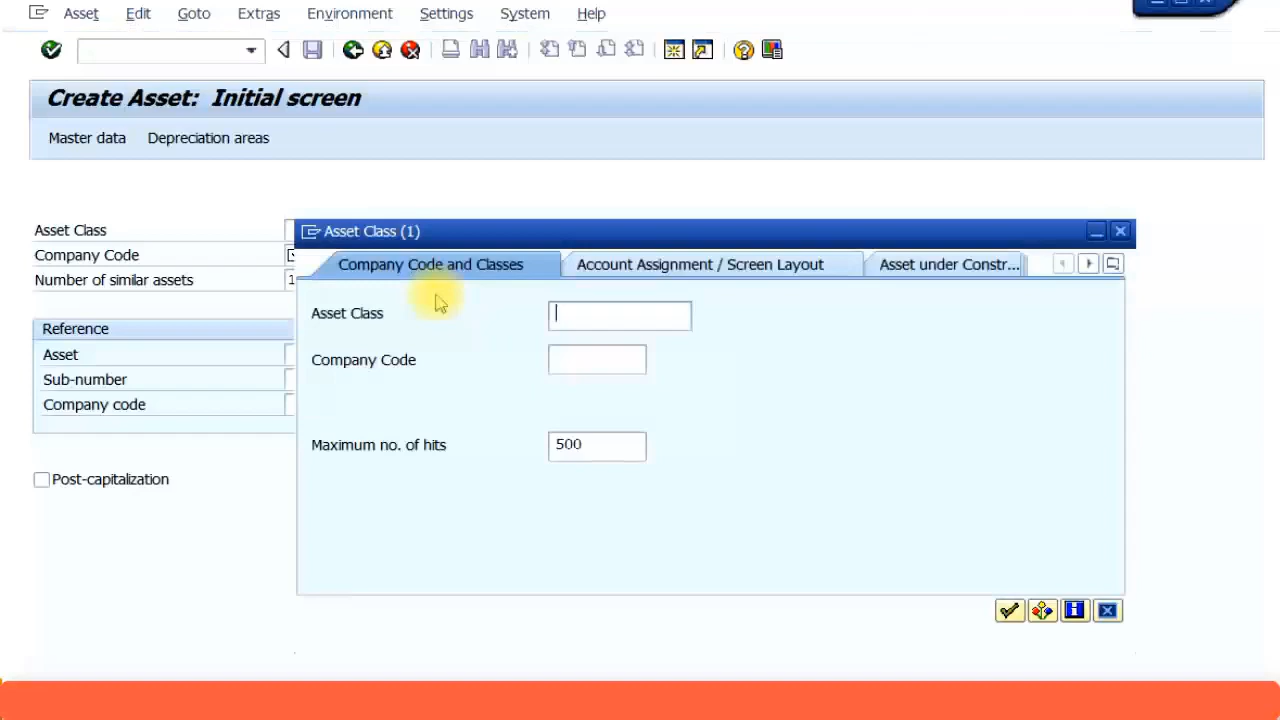 Asset Edit Goto Extras Environment Settings System Help
Create Asset: Initial screen
Master data Depreciation areas
Asset Class
Company Code
Number of similar assets 1
Reference
Asset
Sub-number
Company code
Post-capitalization
Asset Class (1)
Company Code and Classes Account Assignment / Screen Layout Asset under Constr...
Asset Class
Company Code
Maximum no. of hits 500